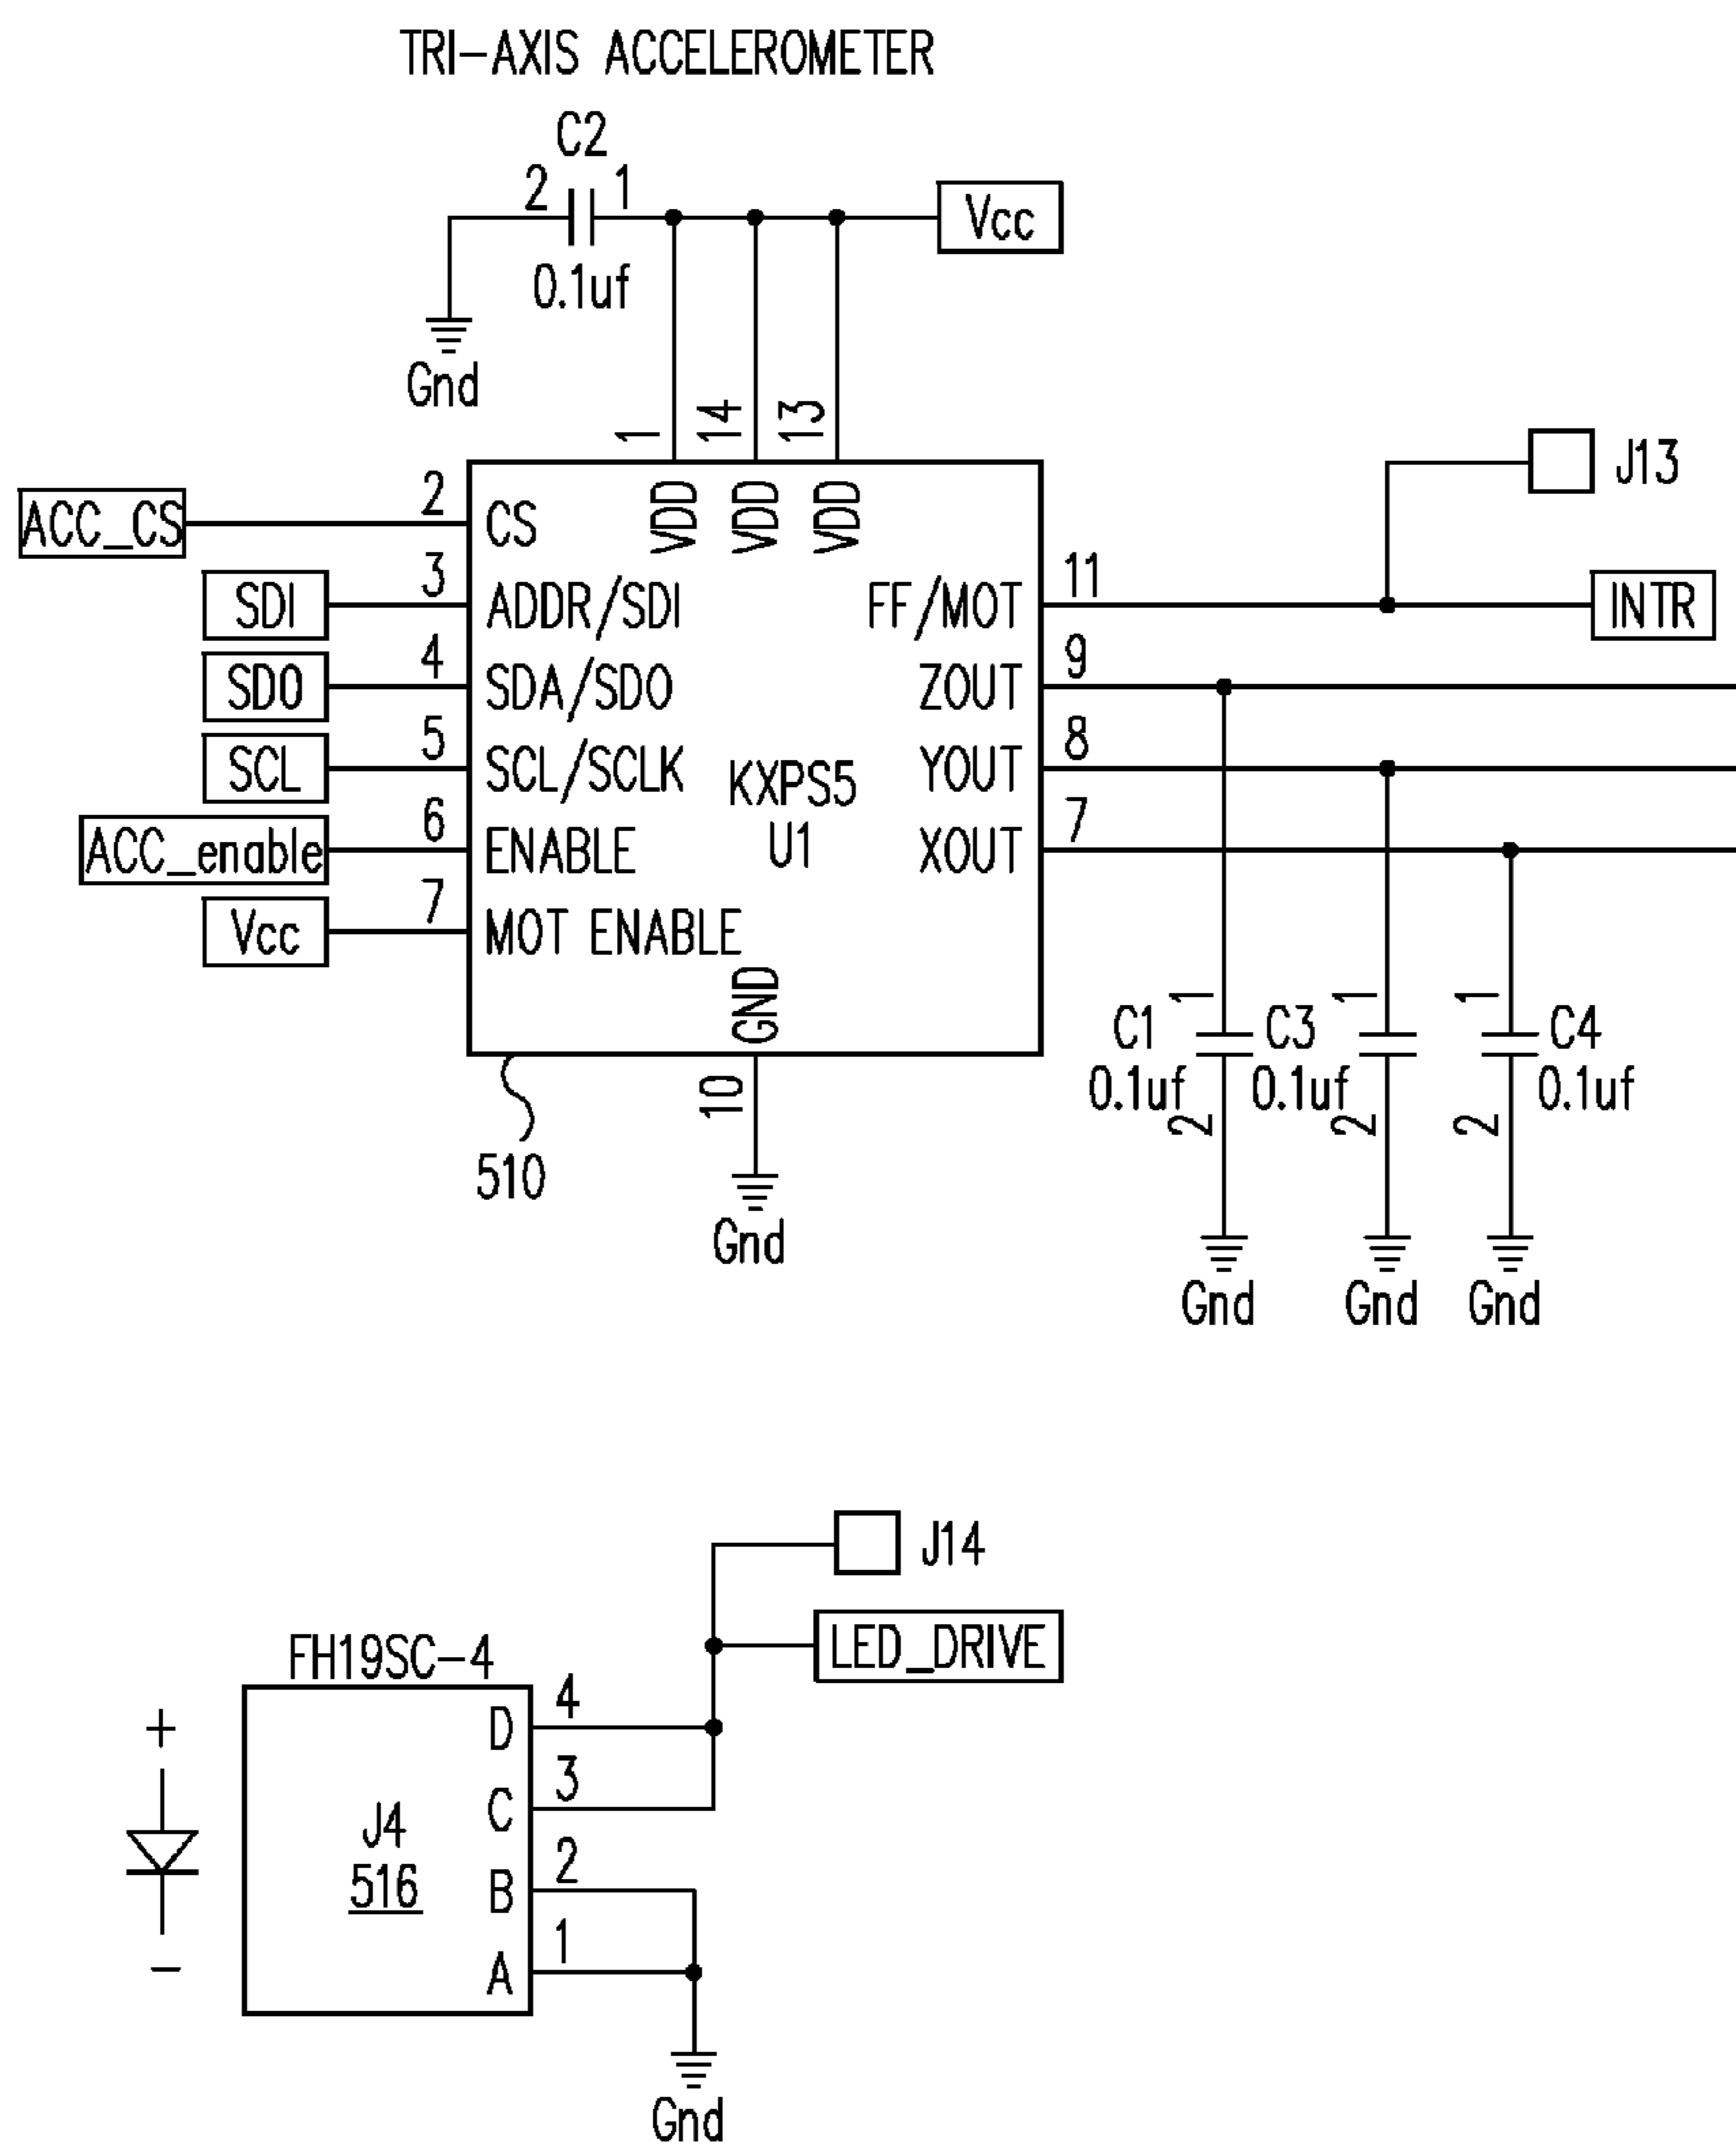 TRI-AXIS ACCELEROMETER
C2
2 1
Vcc
0.1uf
Gnd
1 14 13
J13
ACC_CS 2 CS VDD VDD VDD
SDI 3 ADDR/SDI FF/MOT 11 INTR
SDO 4 SDA/SDO ZOUT 9
SCL 5 SCL/SCLK YOUT 8
KXPS5
ACC_enable 6 ENABLE U1 XOUT 7
Vcc 7 MOT ENABLE
GND
1 1 1
C1 C3 C4
0.1uf 0.1uf 0.1uf
2 2 2
10
510
Gnd
Gnd Gnd Gnd
J14
LED_DRIVE
FH19SC-4
+ D 4
C 3
J4
516
B 2
− A 1
Gnd